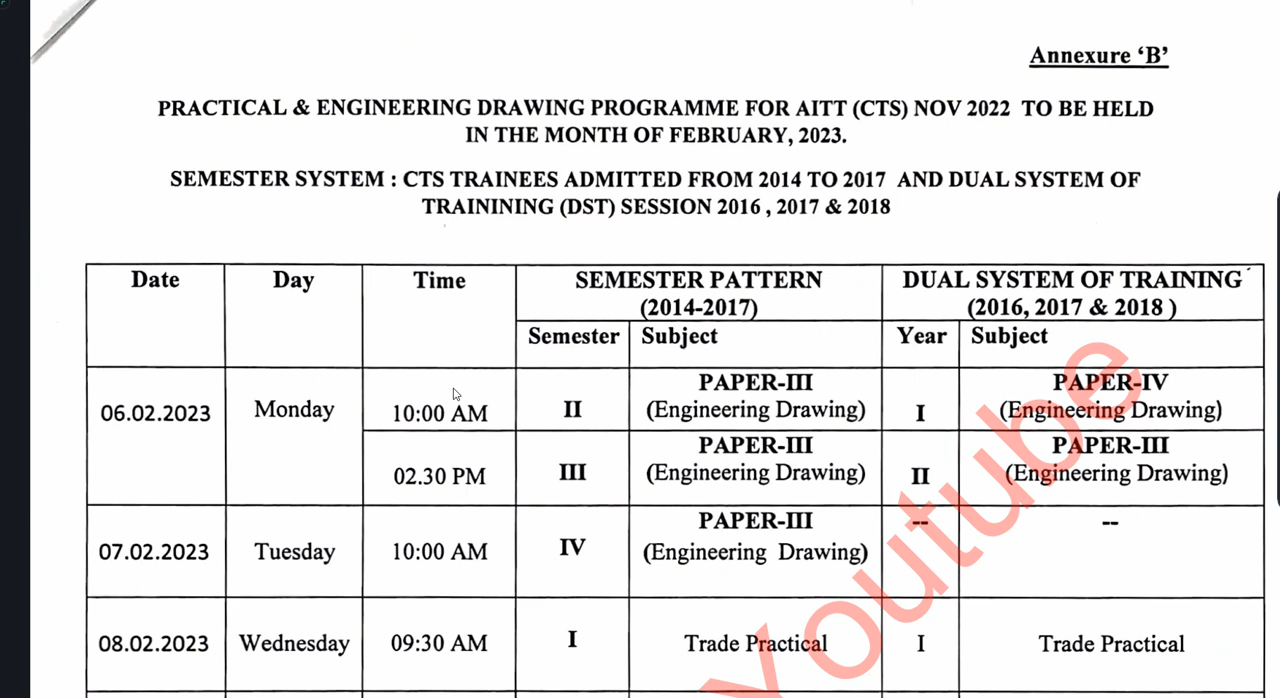 Annexure ‘B’
PRACTICAL & ENGINEERING DRAWING PROGRAMME FOR AITT (CTS) NOV 2022 TO BE HELD
IN THE MONTH OF FEBRUARY, 2023.
SEMESTER SYSTEM : CTS TRAINEES ADMITTED FROM 2014 TO 2017 AND DUAL SYSTEM OF
TRAININING (DST) SESSION 2016 , 2017 & 2018
Date Day Time SEMESTER PATTERN DUAL SYSTEM OF TRAINING
(2014-2017) (2016, 2017 & 2018 )
Semester Subject Year Subject
PAPER-III PAPER-IV
06.02.2023 Monday 10:00 AM II (Engineering Drawing) I (Engineering Drawing)
PAPER-III PAPER-III
02.30 PM III (Engineering Drawing) II (Engineering Drawing)
PAPER-III -- --
07.02.2023 Tuesday 10:00 AM IV (Engineering Drawing)
08.02.2023 Wednesday 09:30 AM I Trade Practical I Trade Practical
Youtube